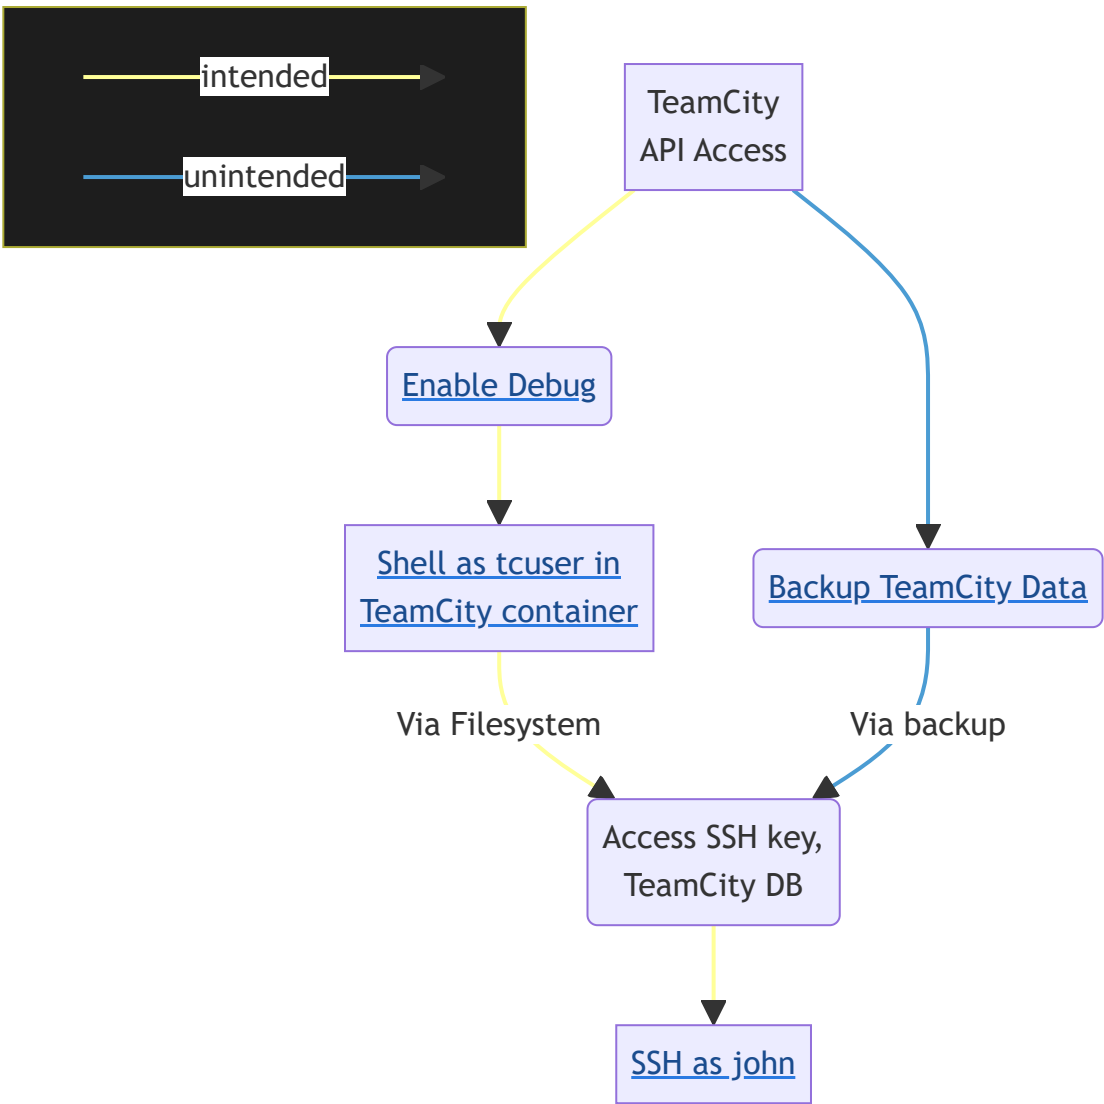 intended
unintended
TeamCity
API Access
Enable Debug
Shell as tcuser in
TeamCity container
Backup TeamCity Data
Via Filesystem
Via backup
Access SSH key,
TeamCity DB
SSH as john